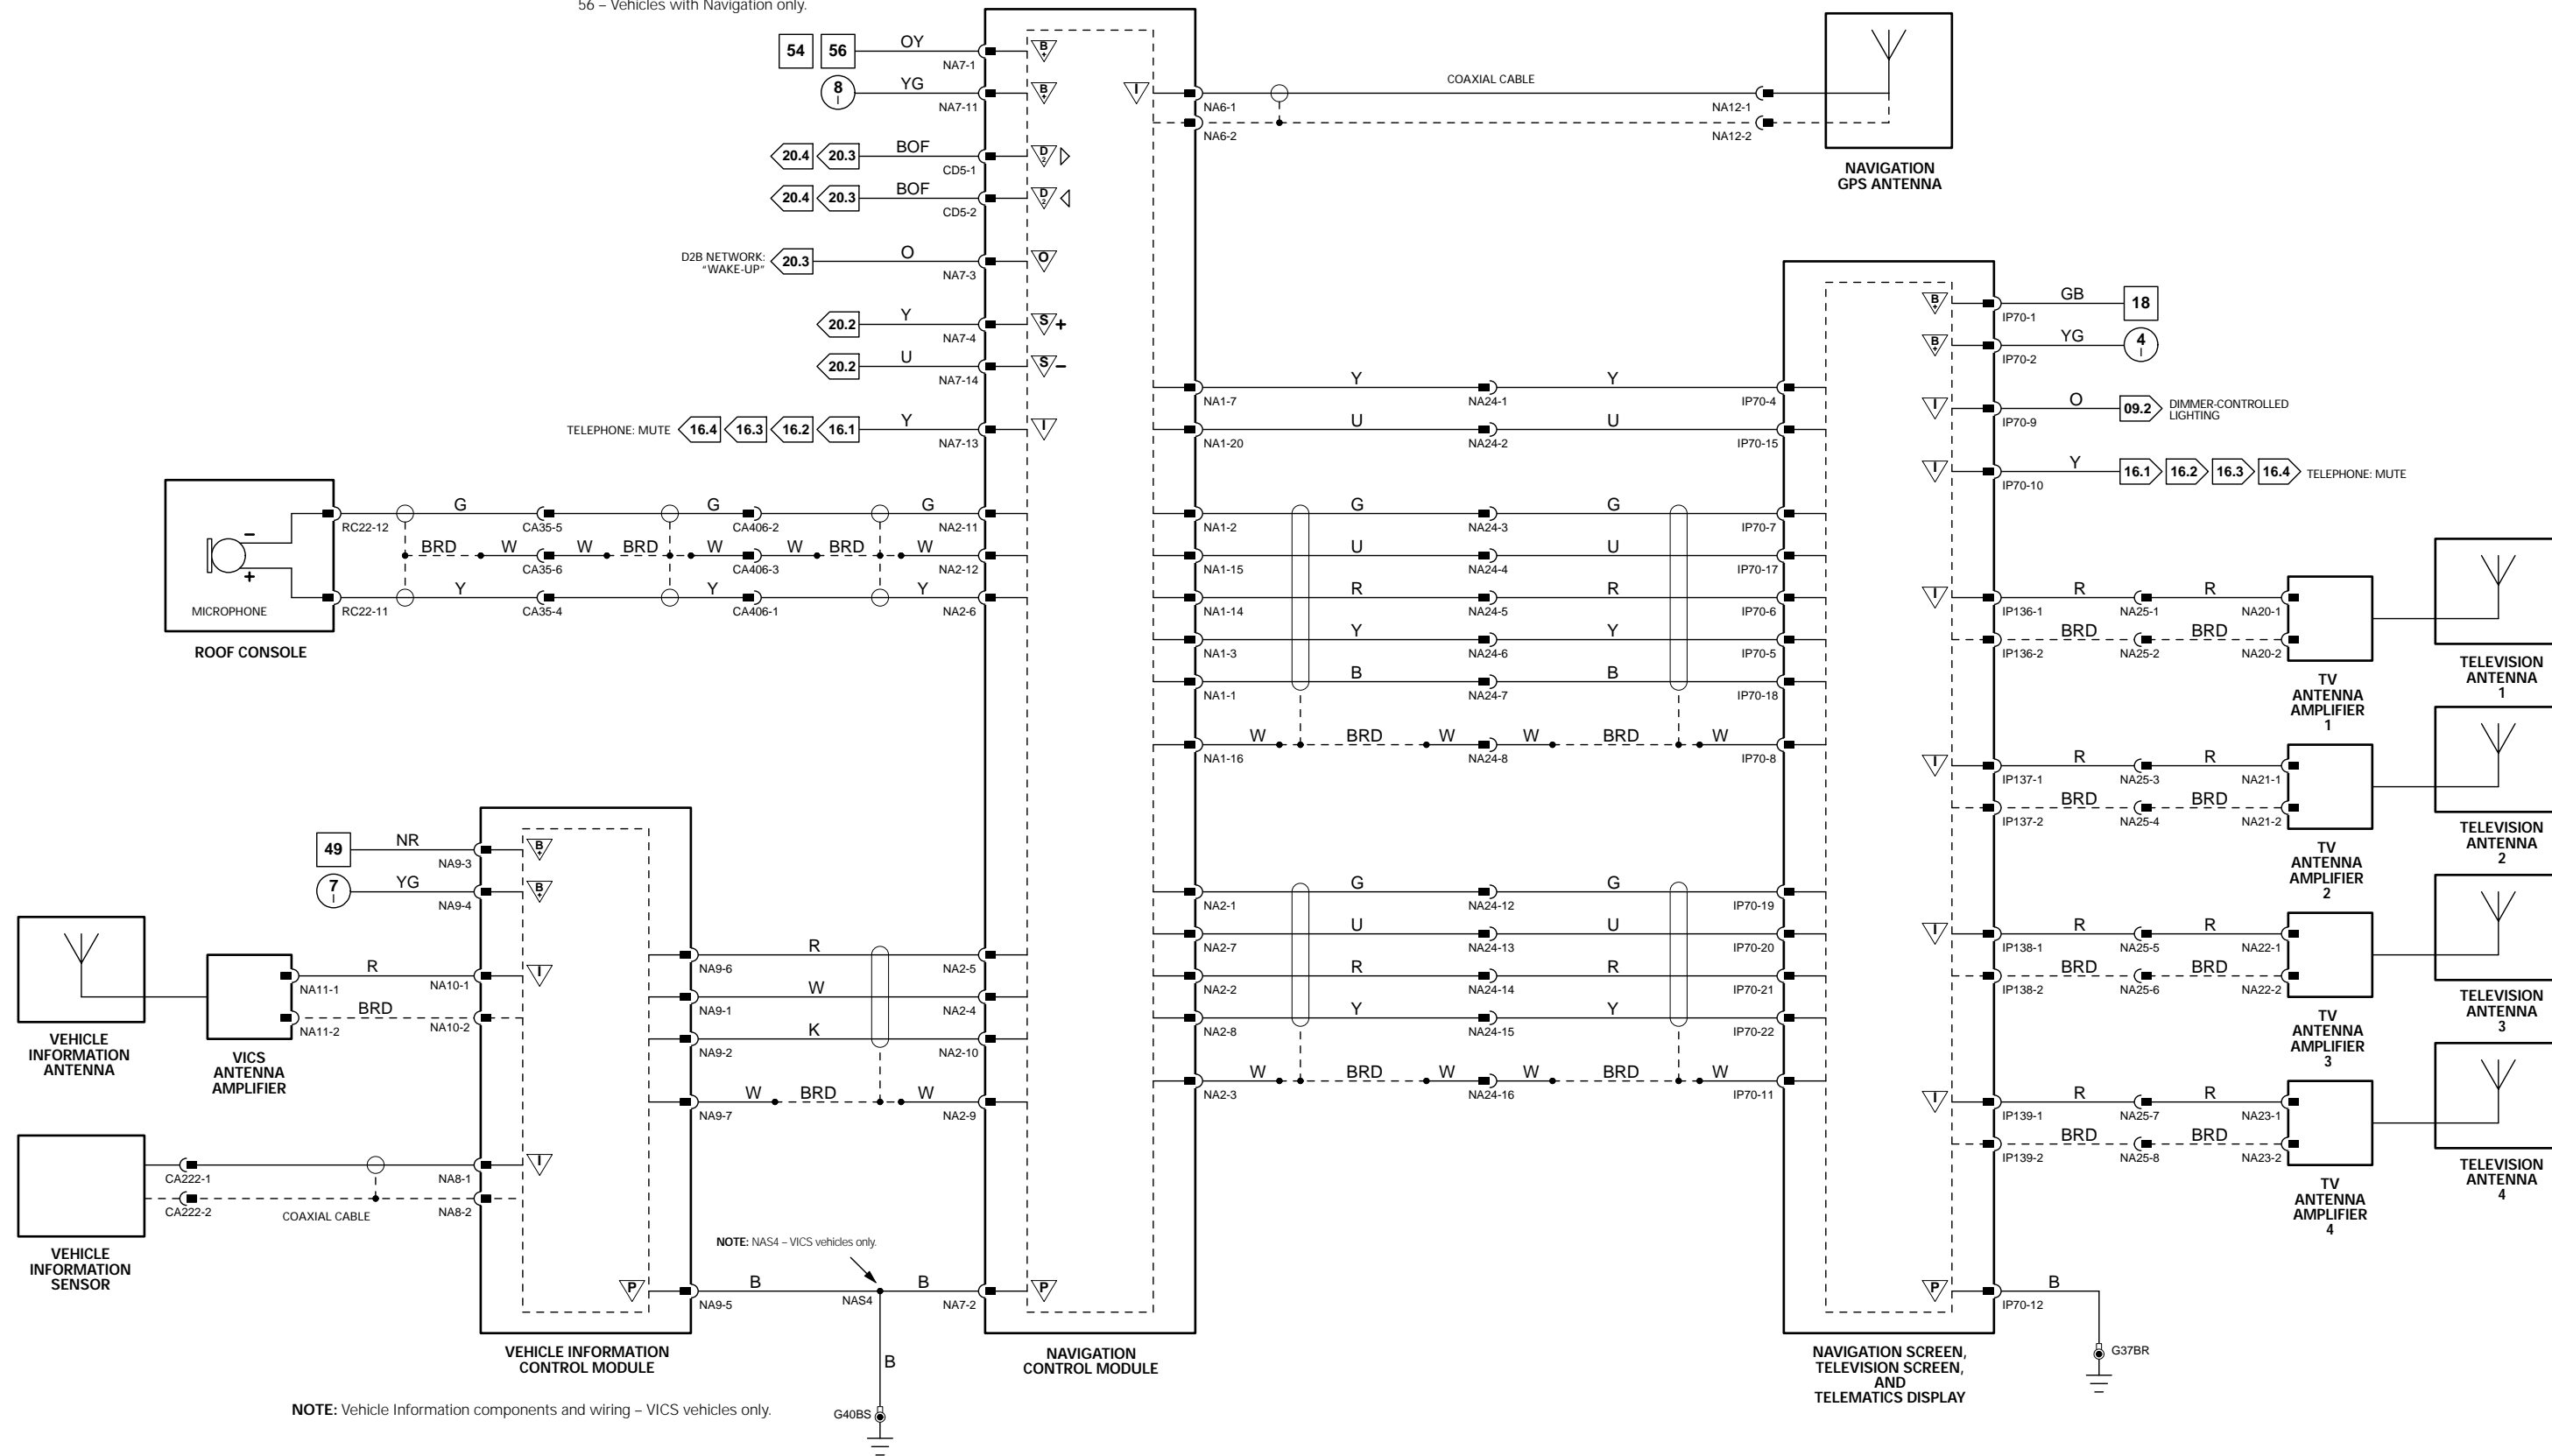 56 – Vehicles with Navigation only.
54 56 OY NA7-1 B+
8 I YG NA7-11 B+
20.4 20.3 BOF CD5-1 D2
20.4 20.3 BOF CD5-2 D2
D2B NETWORK:
"WAKE-UP"
20.3 O NA7-3 O
20.2 Y NA7-4 S +
20.2 U NA7-14 S –
TELEPHONE: MUTE 16.4 16.3 16.2 16.1 Y NA7-13 I
I NA6-1 COAXIAL CABLE NA12-1
NA6-2 NA12-2
NAVIGATION
GPS ANTENNA
– RC22-12 G CA35-5 G CA406-2 G NA2-11
BRD W CA35-6 W BRD W CA406-3 W BRD W NA2-12
+ RC22-11 Y CA35-4 Y CA406-1 Y NA2-6
MICROPHONE
ROOF CONSOLE
NA1-7 Y NA24-1 Y IP70-4
NA1-20 U NA24-2 U IP70-15
NA1-2 G NA24-3 G IP70-7
NA1-15 U NA24-4 U IP70-17
NA1-14 R NA24-5 R IP70-6
NA1-3 Y NA24-6 Y IP70-5
NA1-1 B NA24-7 B IP70-18
NA1-16 W BRD W NA24-8 W BRD W IP70-8
NA2-1 G NA24-12 G IP70-19
NA2-7 U NA24-13 U IP70-20
NA2-2 R NA24-14 R IP70-21
NA2-8 Y NA24-15 Y IP70-22
NA2-3 W BRD W NA24-16 W BRD W IP70-11
B+ IP70-1 GB 18
B+ IP70-2 YG 4 I
I IP70-9 O 09.2 DIMMER-CONTROLLED
LIGHTING
I IP70-10 Y 16.1 16.2 16.3 16.4 TELEPHONE: MUTE
I IP136-1 R NA25-1 R NA20-1
IP136-2 BRD NA25-2 BRD NA20-2
TV
ANTENNA
AMPLIFIER
1
TELEVISION
ANTENNA
1
I IP137-1 R NA25-3 R NA21-1
IP137-2 BRD NA25-4 BRD NA21-2
TV
ANTENNA
AMPLIFIER
2
TELEVISION
ANTENNA
2
I IP138-1 R NA25-5 R NA22-1
IP138-2 BRD NA25-6 BRD NA22-2
TV
ANTENNA
AMPLIFIER
3
TELEVISION
ANTENNA
3
I IP139-1 R NA25-7 R NA23-1
IP139-2 BRD NA25-8 BRD NA23-2
TV
ANTENNA
AMPLIFIER
4
TELEVISION
ANTENNA
4
P IP70-12 B
G37BR
NAVIGATION SCREEN,
TELEVISION SCREEN,
AND
TELEMATICS DISPLAY
49 NR NA9-3 B+
7 I YG NA9-4 B+
NA11-1 R NA10-1 I
NA11-2 BRD NA10-2
VEHICLE
INFORMATION
ANTENNA
VICS
ANTENNA
AMPLIFIER
CA222-1 NA8-1 I
CA222-2 COAXIAL CABLE NA8-2
VEHICLE
INFORMATION
SENSOR
NA9-6 R NA2-5
NA9-1 W NA2-4
NA9-2 K NA2-10
NA9-7 W BRD W NA2-9
NOTE: NAS4 – VICS vehicles only.
P NA9-5 B NAS4 B NA7-2 P
B
G40BS
VEHICLE INFORMATION
CONTROL MODULE
NAVIGATION
CONTROL MODULE
NOTE: Vehicle Information components and wiring – VICS vehicles only.